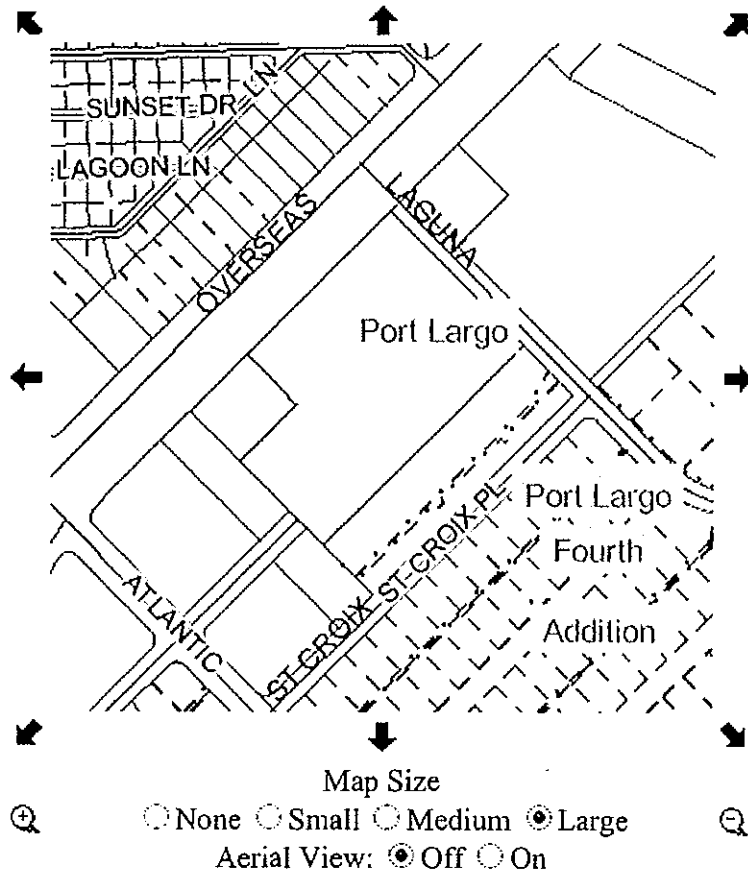 SUNSET DR
LN
LAGOON LN
OVERSEAS
LAGUNA
Port Largo
Port Largo
Fourth
Addition
ATLANTIC
ST CROIX
ST CROIX PL
Map Size
None Small Medium Large
Aerial View: Off On